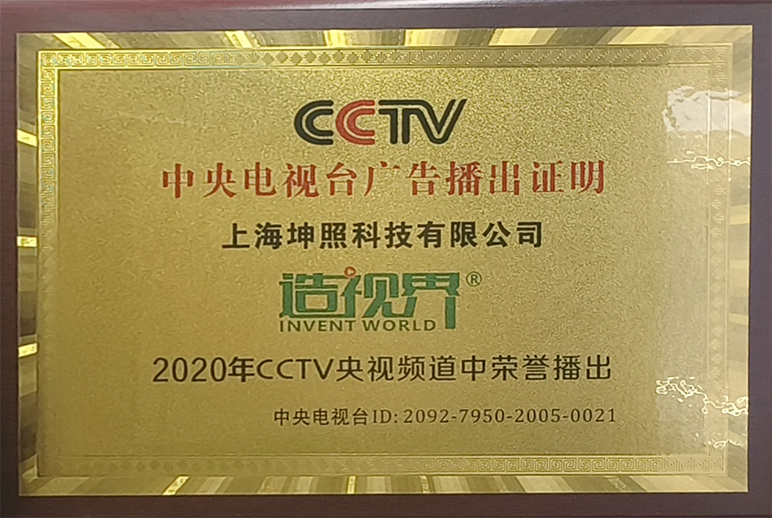 CCTV
中央电视台广告播出证明
上海坤照科技有限公司
造视界®
INVENT WORLD
2020年CCTV央视频道中荣誉播出
中央电视台ID: 2092-7950-2005-0021